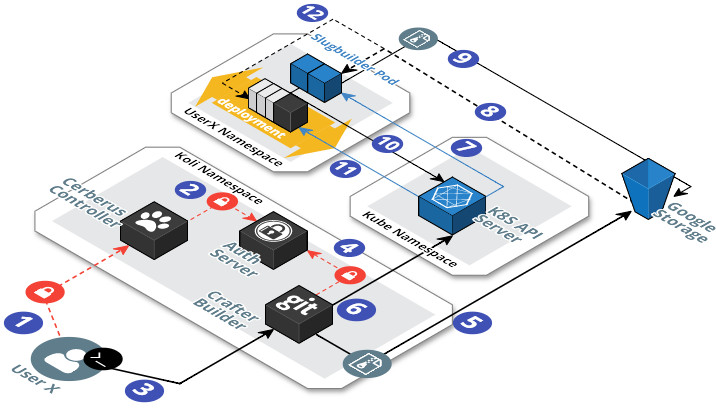 12
Slugbuilder-Pod
9
deployment
UserX Namespace
8
10
7
11
Koli Namespace
Cerberus
Controller
2
K8S API
Server
Kube Namespace
Google
Storage
Auth
Server
4
Crafter
Builder
git
6
5
1
User X
>_
3